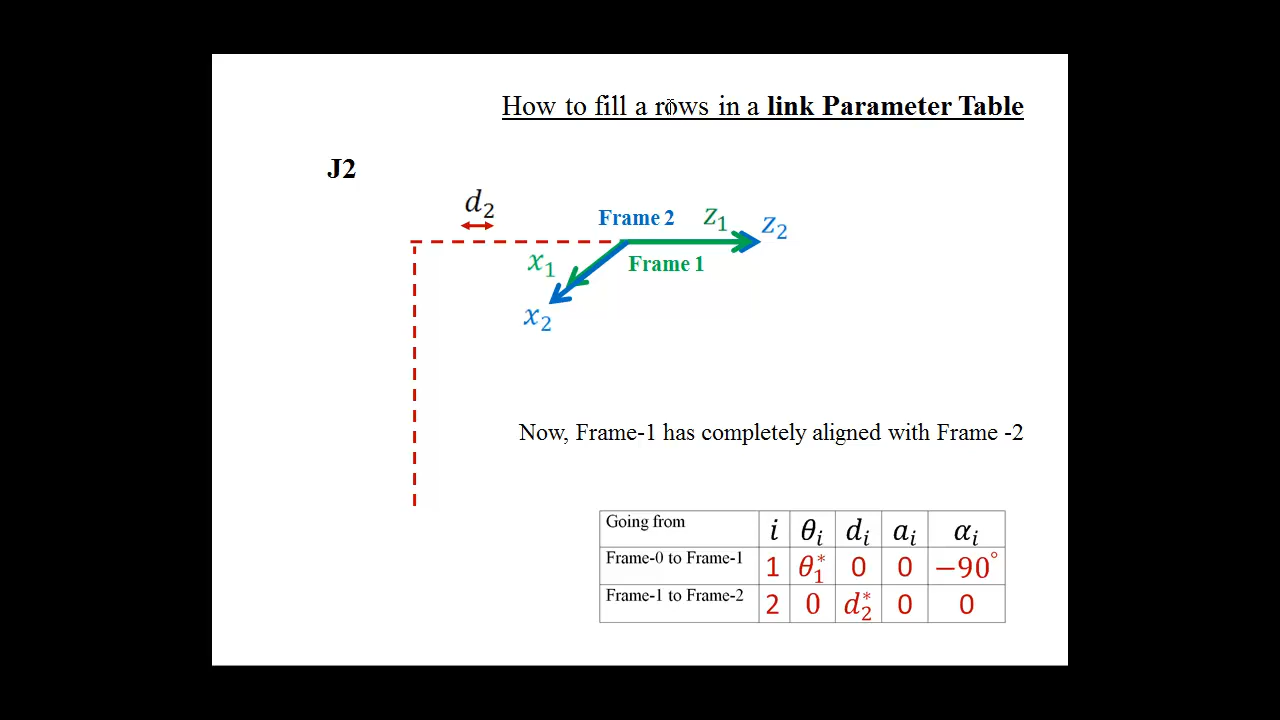 How to fill a rows in a link Parameter Table
J2
d₂
Frame 2
z₁
z₂
x₁
Frame 1
x₂
Now, Frame-1 has completely aligned with Frame -2
Going from i θᵢ dᵢ aᵢ αᵢ
Frame-0 to Frame-1 1 θ₁* 0 0 −90°
Frame-1 to Frame-2 2 0 d₂* 0 0